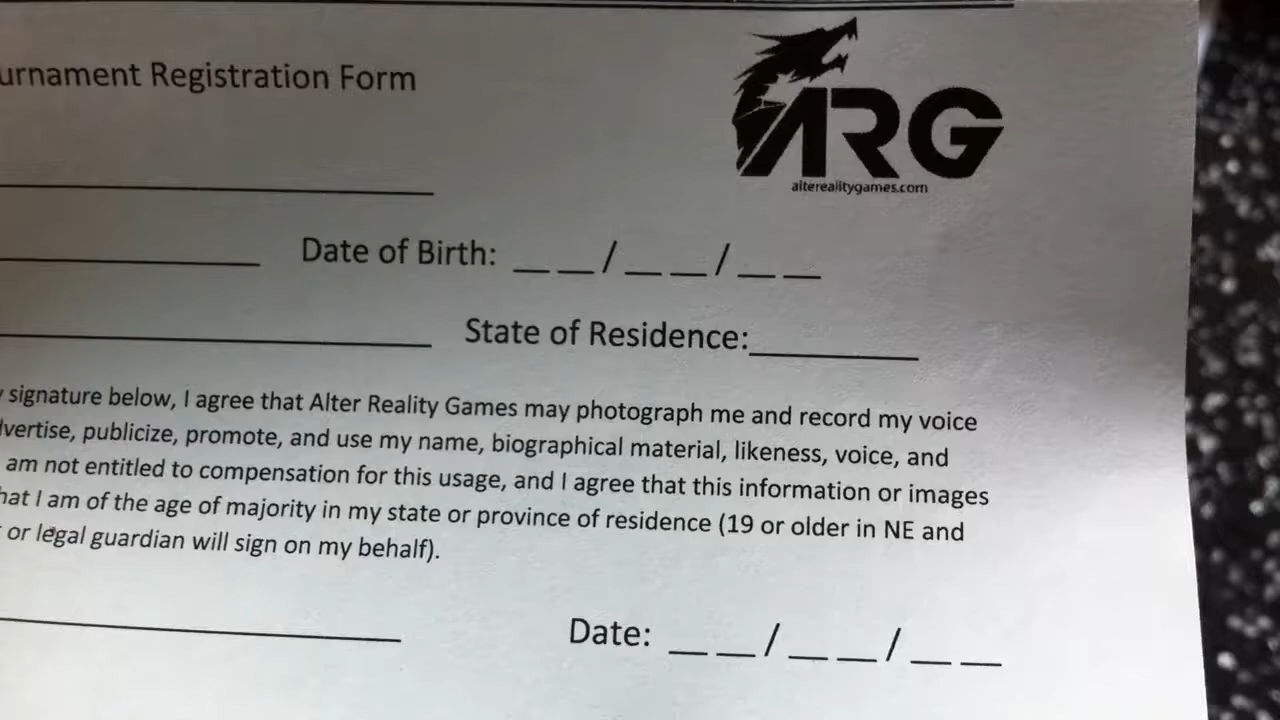 urnament Registration Form
ARG
alterealitygames.com
Date of Birth: __ __/__ __/__ __
State of Residence:________
signature below, I agree that Alter Reality Games may photograph me and record my voice
dvertise, publicize, promote, and use my name, biographical material, likeness, voice, and
am not entitled to compensation for this usage, and I agree that this information or images
hat I am of the age of majority in my state or province of residence (19 or older in NE and
or legal guardian will sign on my behalf).
Date: __ __/__ __/__ __